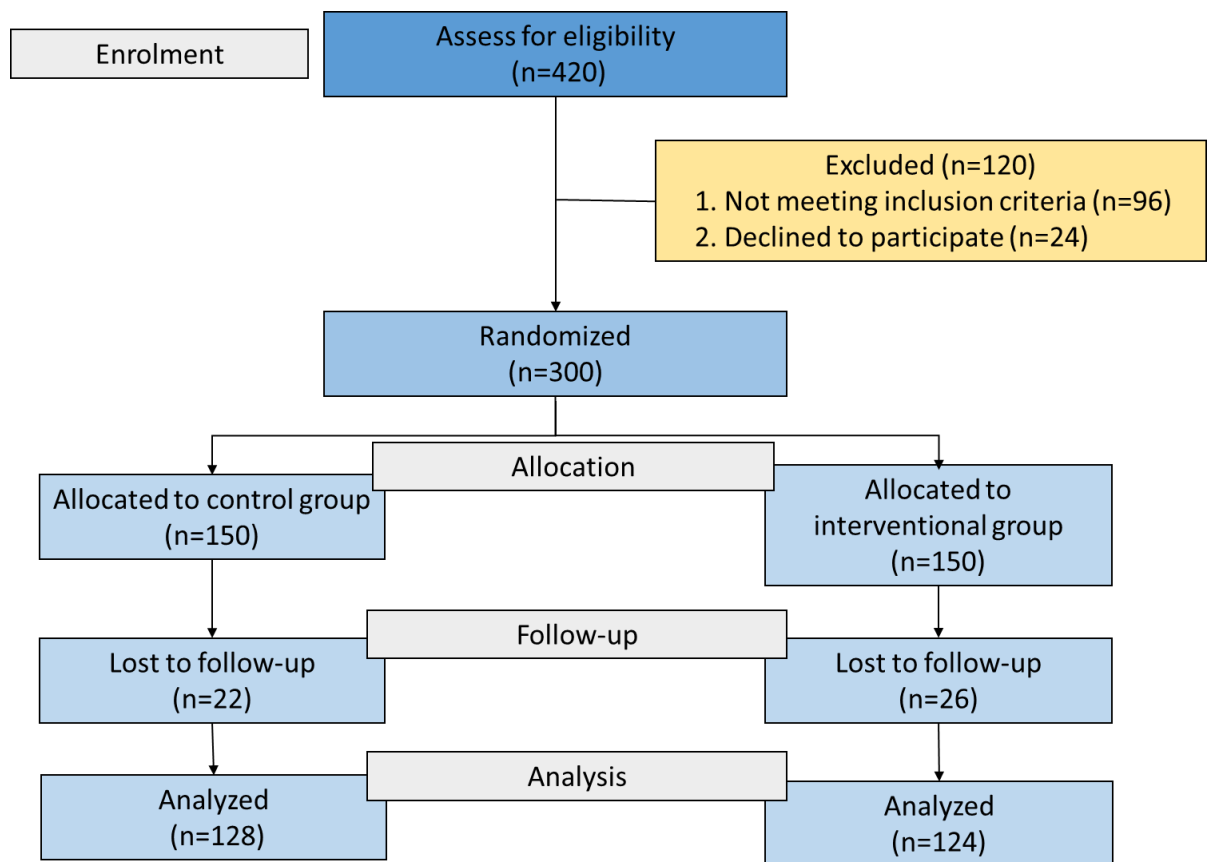 Enrolment
Assess for eligibility
(n=420)
Excluded (n=120)
1. Not meeting inclusion criteria (n=96)
2. Declined to participate (n=24)
Randomized
(n=300)
Allocation
Allocated to control group
(n=150)
Allocated to
interventional group
(n=150)
Follow-up
Lost to follow-up
(n=22)
Lost to follow-up
(n=26)
Analysis
Analyzed
(n=128)
Analyzed
(n=124)